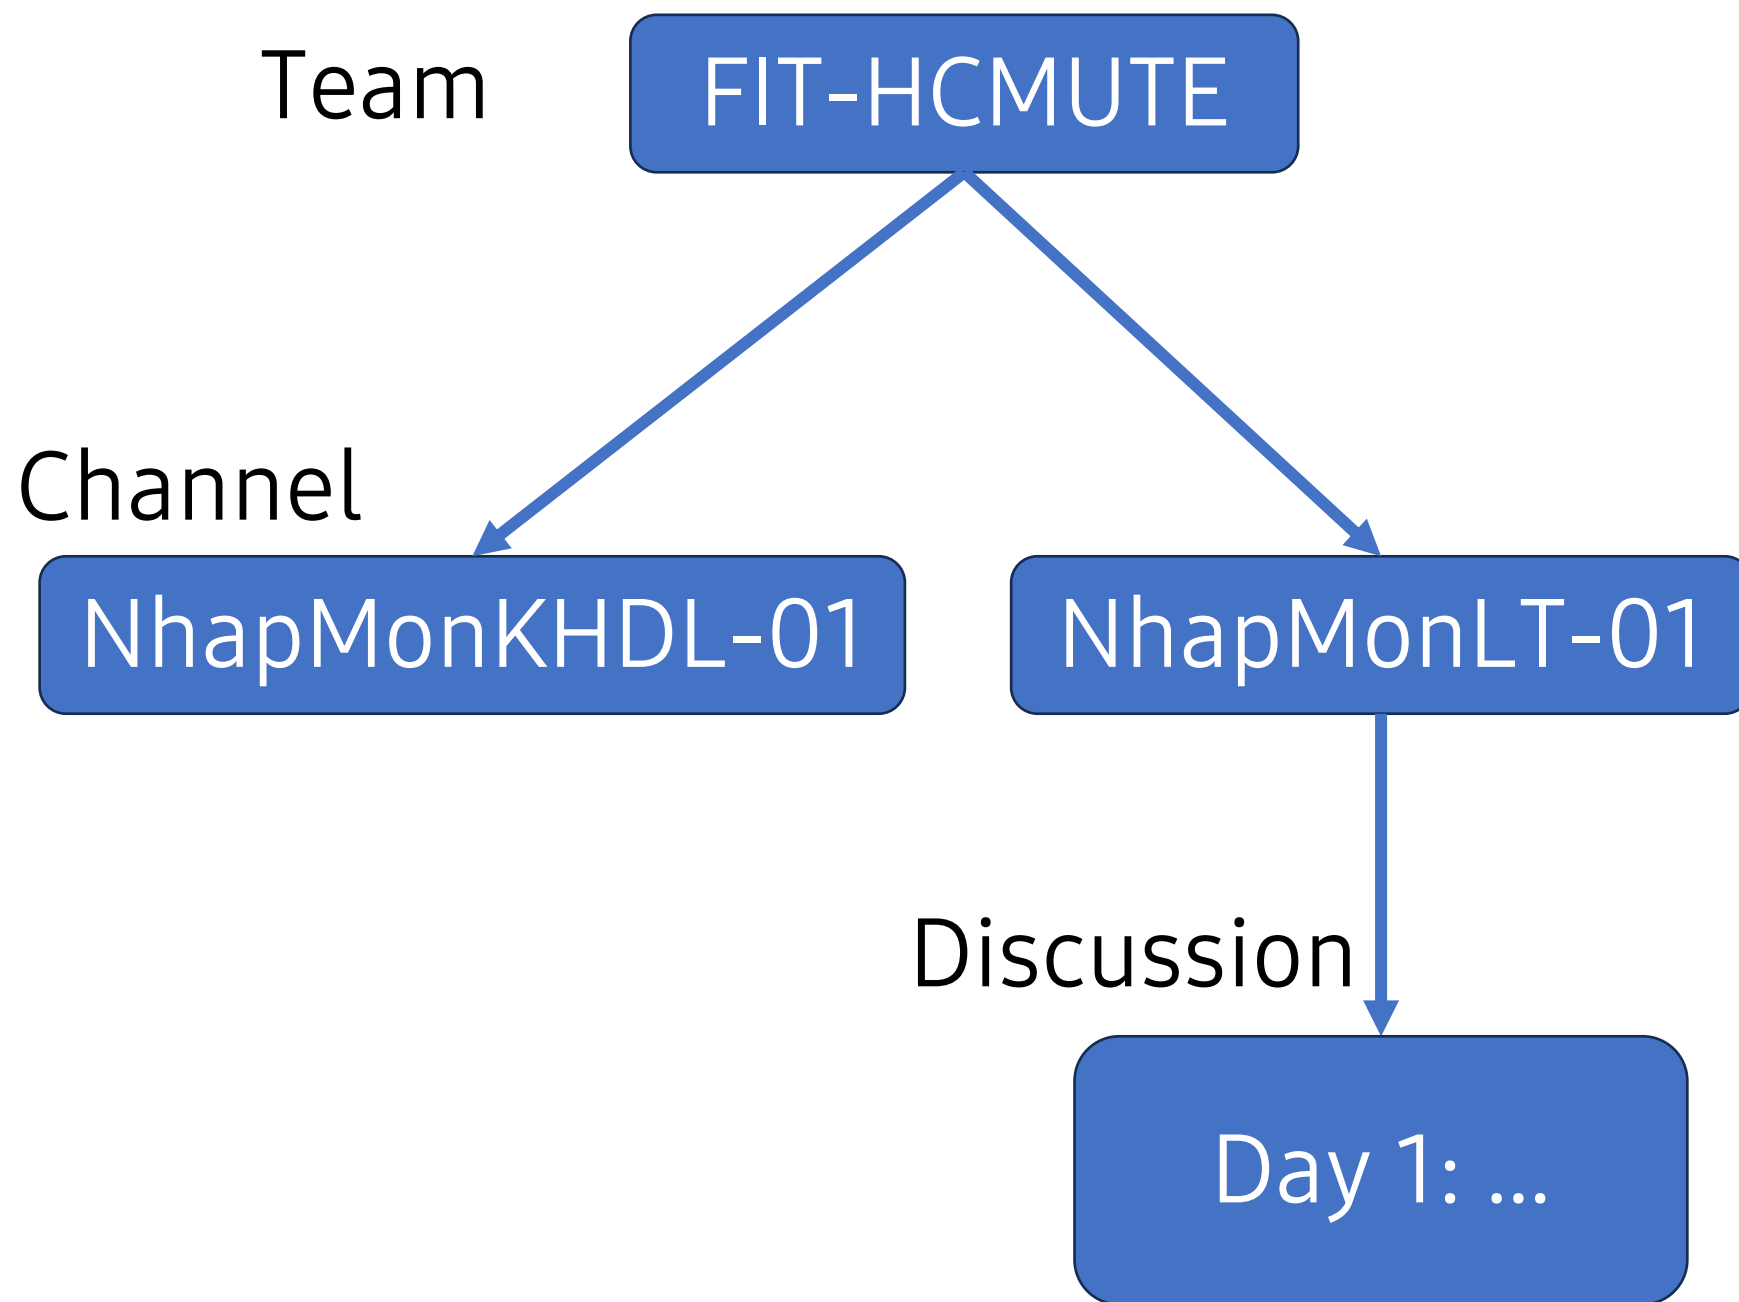 Team
FIT-HCMUTE
Channel
NhapMonKHDL-01
NhapMonLT-01
Discussion
Day 1: ...